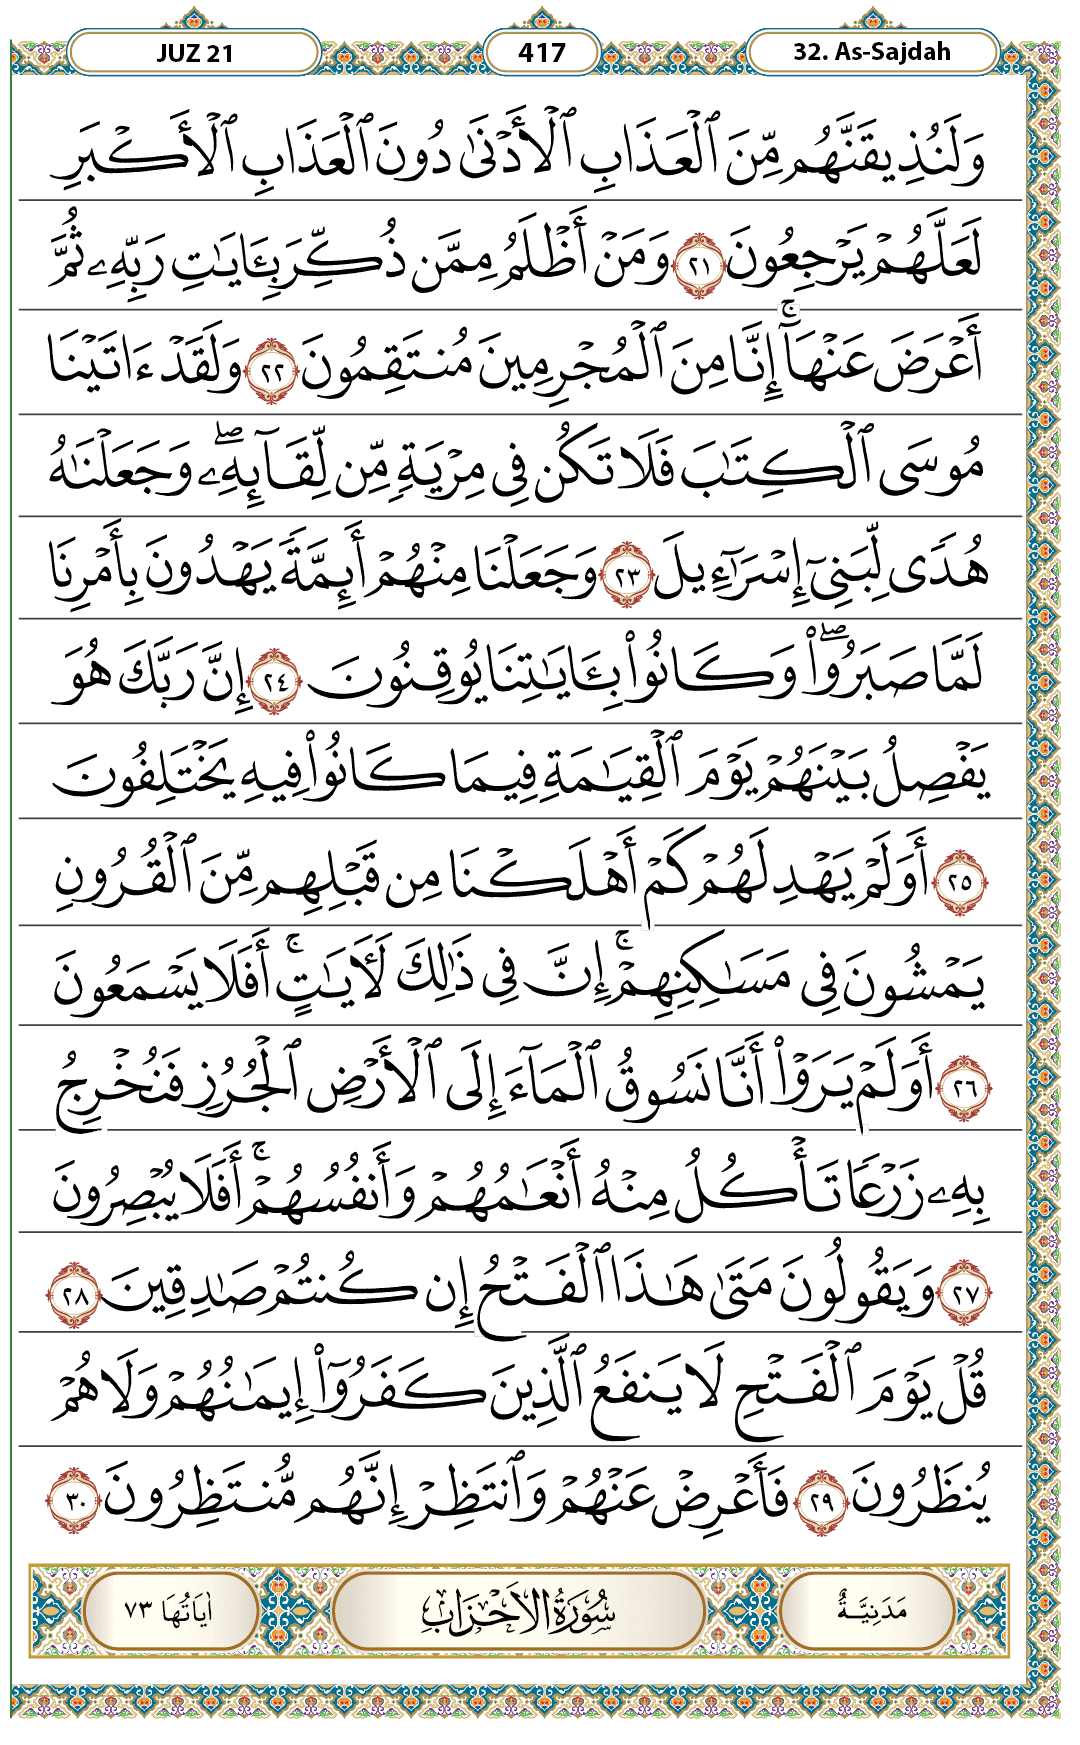 JUZ 21 417 32. As-Sajdah
وَلَنُذِيقَنَّهُم مِّنَ ٱلْعَذَابِ ٱلْأَدْنَىٰ دُونَ ٱلْعَذَابِ ٱلْأَكْبَرِ
لَعَلَّهُمْ يَرْجِعُونَ ٢١ وَمَنْ أَظْلَمُ مِمَّن ذُكِّرَ بِـَٔايَـٰتِ رَبِّهِۦ ثُمَّ
أَعْرَضَ عَنْهَآ ۚ إِنَّا مِنَ ٱلْمُجْرِمِينَ مُنتَقِمُونَ ٢٢ وَلَقَدْ ءَاتَيْنَا
مُوسَى ٱلْكِتَـٰبَ فَلَا تَكُن فِى مِرْيَةٍ مِّن لِّقَآئِهِۦ ۖ وَجَعَلْنَـٰهُ
هُدًى لِّبَنِىٓ إِسْرَٰٓءِيلَ ٢٣ وَجَعَلْنَا مِنْهُمْ أَئِمَّةً يَهْدُونَ بِأَمْرِنَا
لَمَّا صَبَرُوا۟ ۖ وَكَانُوا۟ بِـَٔايَـٰتِنَا يُوقِنُونَ ٢٤ إِنَّ رَبَّكَ هُوَ
يَفْصِلُ بَيْنَهُمْ يَوْمَ ٱلْقِيَـٰمَةِ فِيمَا كَانُوا۟ فِيهِ يَخْتَلِفُونَ
٢٥ أَوَلَمْ يَهْدِ لَهُمْ كَمْ أَهْلَكْنَا مِن قَبْلِهِم مِّنَ ٱلْقُرُونِ
يَمْشُونَ فِى مَسَـٰكِنِهِمْ ۚ إِنَّ فِى ذَٰلِكَ لَـَٔايَـٰتٍ ۖ أَفَلَا يَسْمَعُونَ
٢٦ أَوَلَمْ يَرَوْا۟ أَنَّا نَسُوقُ ٱلْمَآءَ إِلَى ٱلْأَرْضِ ٱلْجُرُزِ فَنُخْرِجُ
بِهِۦ زَرْعًا تَأْكُلُ مِنْهُ أَنْعَـٰمُهُمْ وَأَنفُسُهُمْ ۚ أَفَلَا يُبْصِرُونَ
٢٧ وَيَقُولُونَ مَتَىٰ هَـٰذَا ٱلْفَتْحُ إِن كُنتُمْ صَـٰدِقِينَ ٢٨
قُلْ يَوْمَ ٱلْفَتْحِ لَا يَنفَعُ ٱلَّذِينَ كَفَرُوٓا۟ إِيمَـٰنُهُمْ وَلَا هُمْ
يُنظَرُونَ ٢٩ فَأَعْرِضْ عَنْهُمْ وَٱنتَظِرْ إِنَّهُم مُّنتَظِرُونَ ٣٠
مَدَنِيَّةٌ سُورَةُ الْأَحْزَابِ اٰيَاتُهَا ٧٣